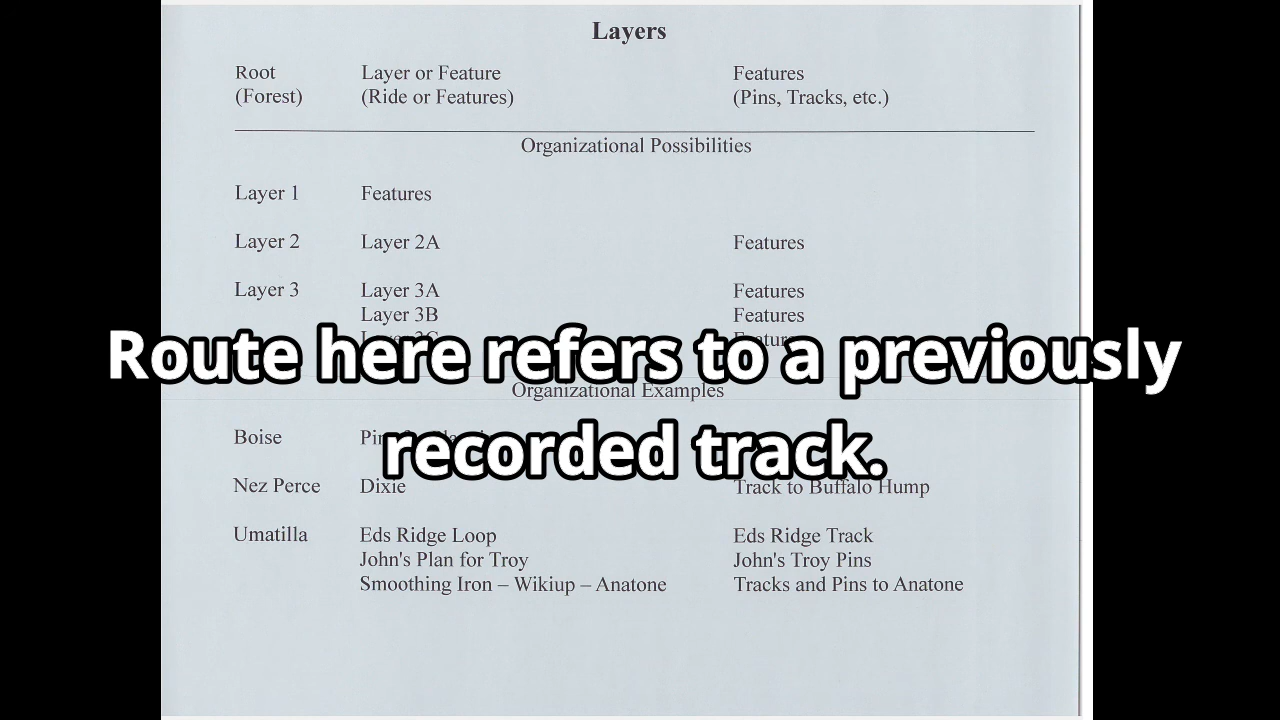 Layers
Root Layer or Feature Features
(Forest) (Ride or Features) (Pins, Tracks, etc.)
Organizational Possibilities
Layer 1 Features
Layer 2 Layer 2A Features
Layer 3 Layer 3A Features
Layer 3B Features
Route here refers to a previously
recorded track.
Organizational Examples
Boise
Nez Perce Dixie Track to Buffalo Hump
Umatilla Eds Ridge Loop Eds Ridge Track
John's Plan for Troy John's Troy Pins
Smoothing Iron – Wikiup – Anatone Tracks and Pins to Anatone